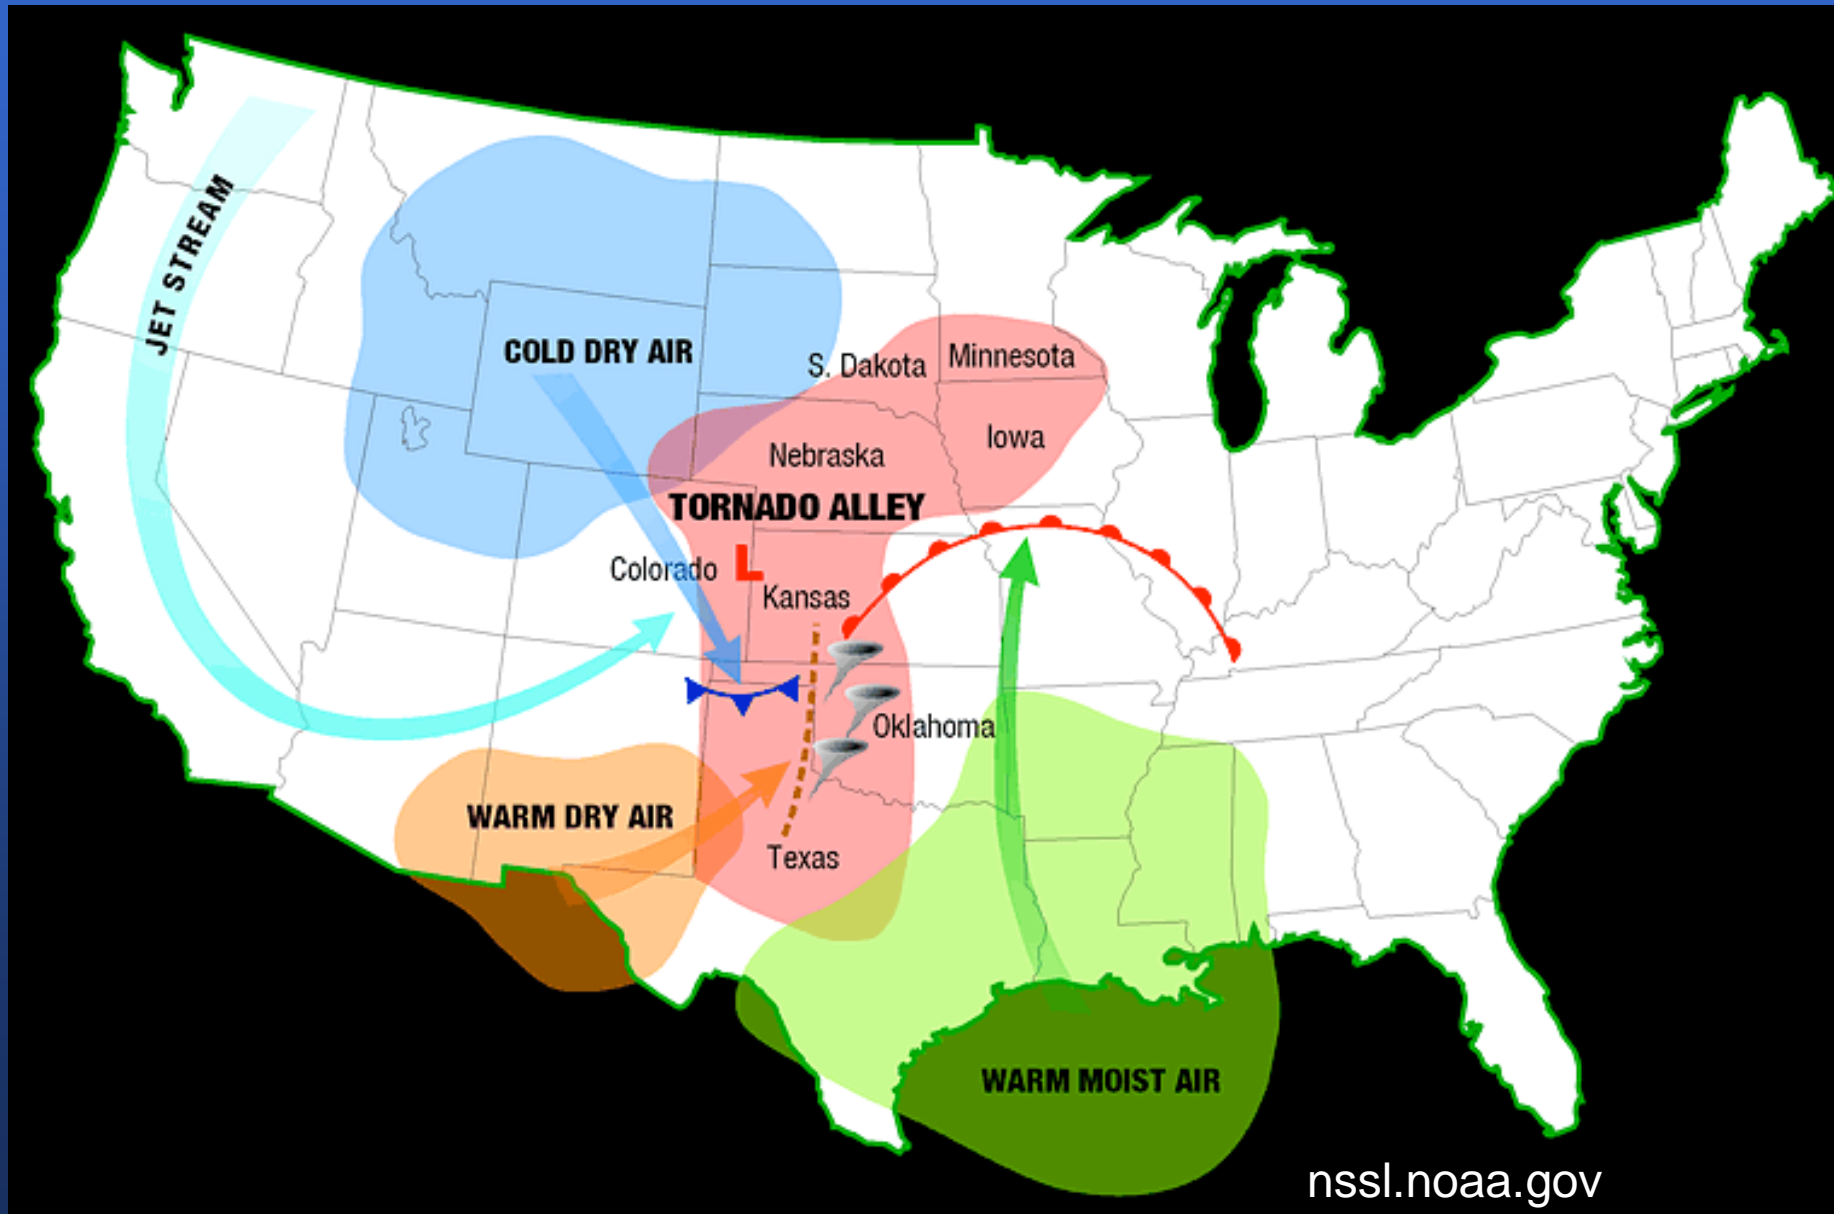 JET STREAM
COLD DRY AIR
S. Dakota
Minnesota
Iowa
Nebraska
TORNADO ALLEY
Colorado
L
Kansas
Oklahoma
WARM DRY AIR
Texas
WARM MOIST AIR
nssl.noaa.gov